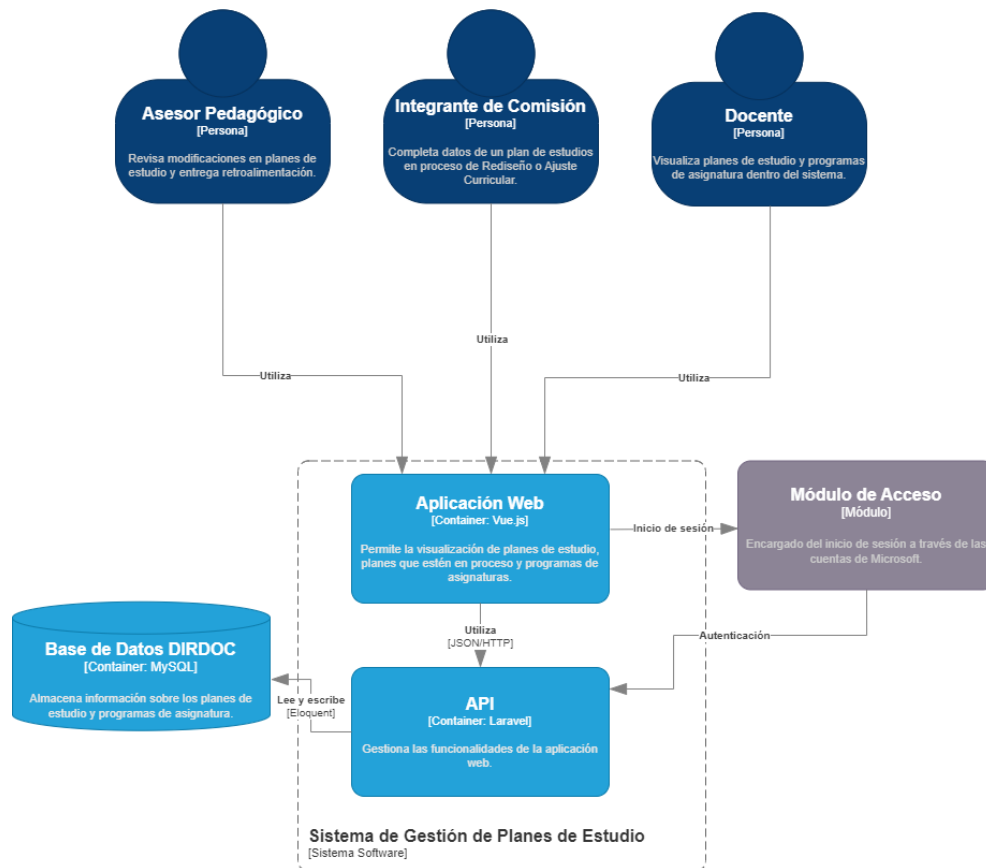 Asesor Pedagógico
[Persona]
Revisa modificaciones en planes de
estudio y entrega retroalimentación.
Integrante de Comisión
[Persona]
Completa datos de un plan de estudios
en proceso de Rediseño o Ajuste
Curricular.
Docente
[Persona]
Visualiza planes de estudio y programas
de asignatura dentro del sistema.
Utiliza
Utiliza
Utiliza
Aplicación Web
[Container: Vue.js]
Permite la visualización de planes de estudio,
planes que estén en proceso y programas de
asignaturas.
Inicio de sesión
Módulo de Acceso
[Módulo]
Encargado del inicio de sesión a través de las
cuentas de Microsoft.
Utiliza
[JSON/HTTP]
Autenticación
Base de Datos DIRDOC
[Container: MySQL]
Almacena información sobre los planes de
estudio y programas de asignatura.
Lee y escribe
[Eloquent]
API
[Container: Laravel]
Gestiona las funcionalidades de la aplicación
web.
Sistema de Gestión de Planes de Estudio
[Sistema Software]